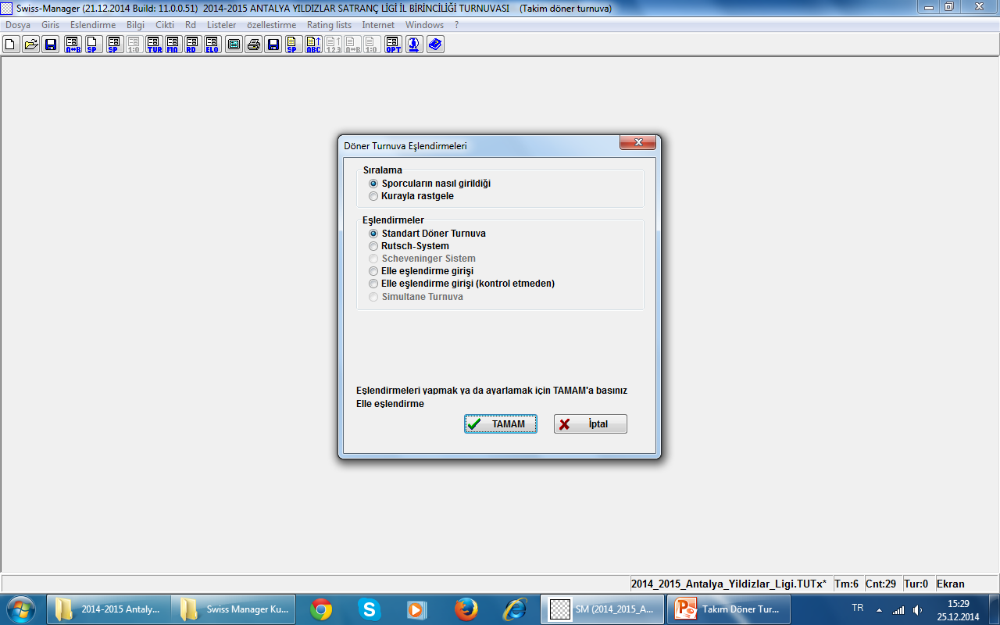 Swiss-Manager (21.12.2014 Build: 11.0.0.51) 2014-2015 ANTALYA YILDIZLAR SATRANÇ LİGİ İL BİRİNCİLİĞİ TURNUVASI (Takim döner turnuva)
Dosya Giris Eslendirme Bilgi Cikti Rd Listeler özellestirme Rating lists Internet Windows ?
A↔B SP SP 1:0 TUR MA RD ELO SP ABC 1.2.3 A↔B 1:0 OPT
Döner Turnuva Eşlendirmeleri
Sıralama
Sporcuların nasıl girildiği
Kurayla rastgele
Eşlendirmeler
Standart Döner Turnuva
Rutsch-System
Scheveninger Sistem
Elle eşlendirme girişi
Elle eşlendirme girişi (kontrol etmeden)
Simultane Turnuva
Eşlendirmeleri yapmak ya da ayarlamak için TAMAM'a basınız
Elle eşlendirme
TAMAM İptal
2014_2015_Antalya_Yildizlar_Ligi.TUTx* Tm:6 Cnt:29 Tur:0 Ekran
2014-2015 Antaly... Swiss Manager Ku... SM (2014_2015_A... Takım Döner Tur... TR 15:29
25.12.2014